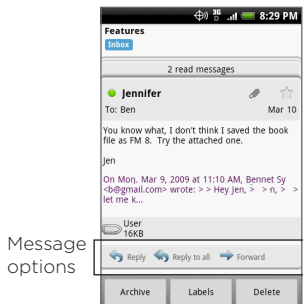 3G 8:29 PM
Features
Inbox
2 read messages
Jennifer
To: Ben Mar 10
You know what, I don't think I saved the book
file as FM 8. Try the attached one.
Jen
On Mon, Mar 9, 2009 at 11:10 AM, Bennet Sy
<b@gmail.com> wrote: > > Hey Jen, > > n, > >
let me k...
User
16KB
Message
options
Reply Reply to all Forward
Archive Labels Delete